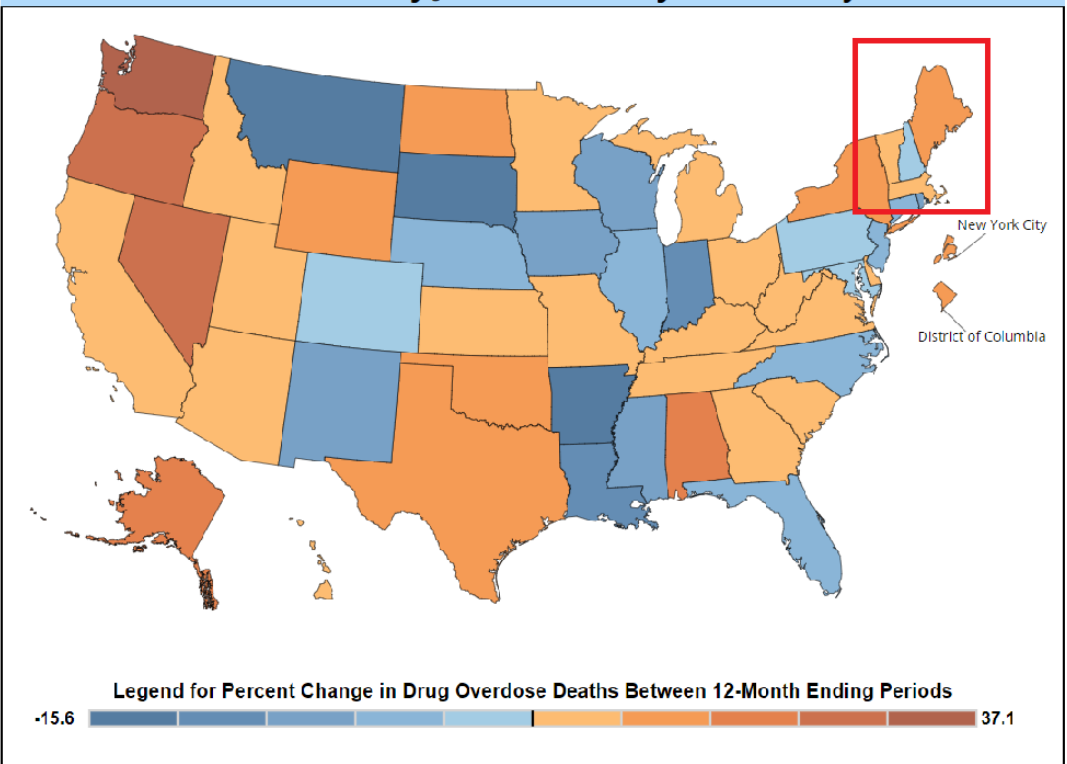 New York City
District of Columbia
Legend for Percent Change in Drug Overdose Deaths Between 12-Month Ending Periods
-15.6
37.1